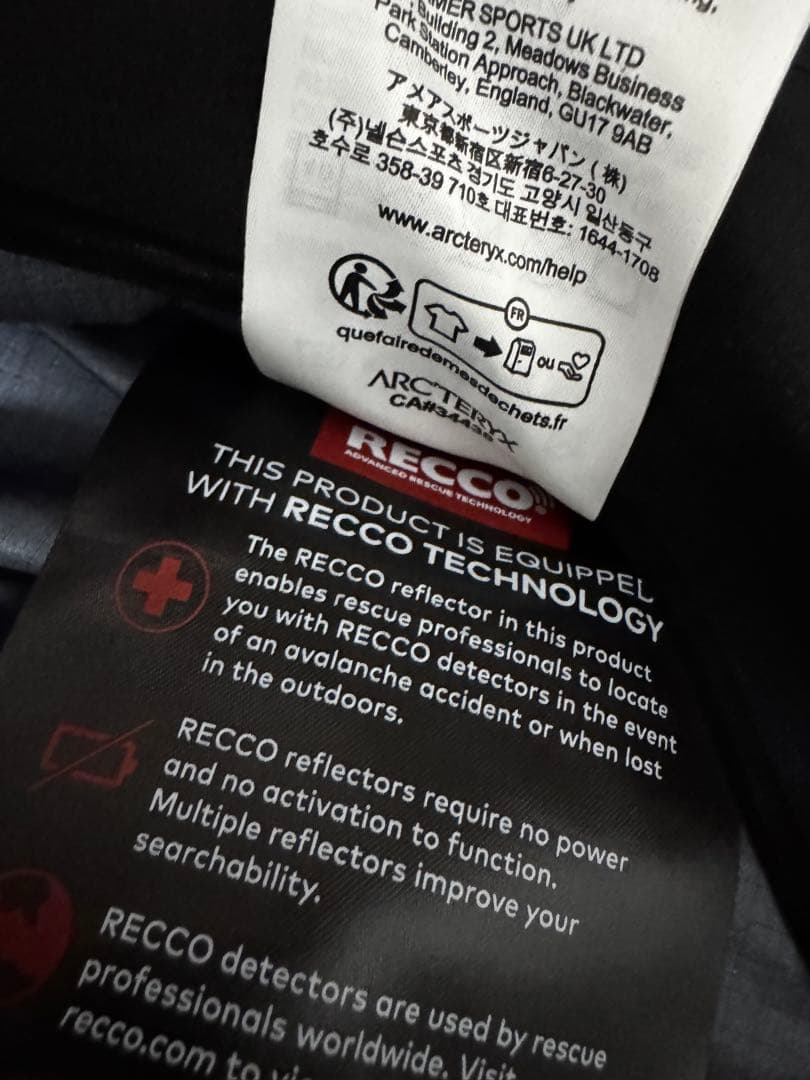 MER SPORTS UK LTD
Building 2, Meadows Business
Park Station Approach, Blackwater,
Camberley, England, GU17 9AB
アメアスポーツジャパン (株)
東京都新宿区新宿6-27-30
(주)넬슨스포츠 경기도 고양시 일산동구
호수로 358-39 710호 대표번호: 1644-1708
www.arcteryx.com/help
FR
OU
quefairedemesdechets.fr
ARC'TERYX
CA#34435
RECCO
ADVANCED RESCUE TECHNOLOGY
THIS PRODUCT IS EQUIPPED
WITH RECCO TECHNOLOGY
The RECCO reflector in this product
enables rescue professionals to locate
you with RECCO detectors in the event
of an avalanche accident or when lost
in the outdoors.
RECCO reflectors require no power
and no activation to function.
Multiple reflectors improve your
searchability.
RECCO detectors are used by rescue
professionals worldwide. Visit
recco.com to